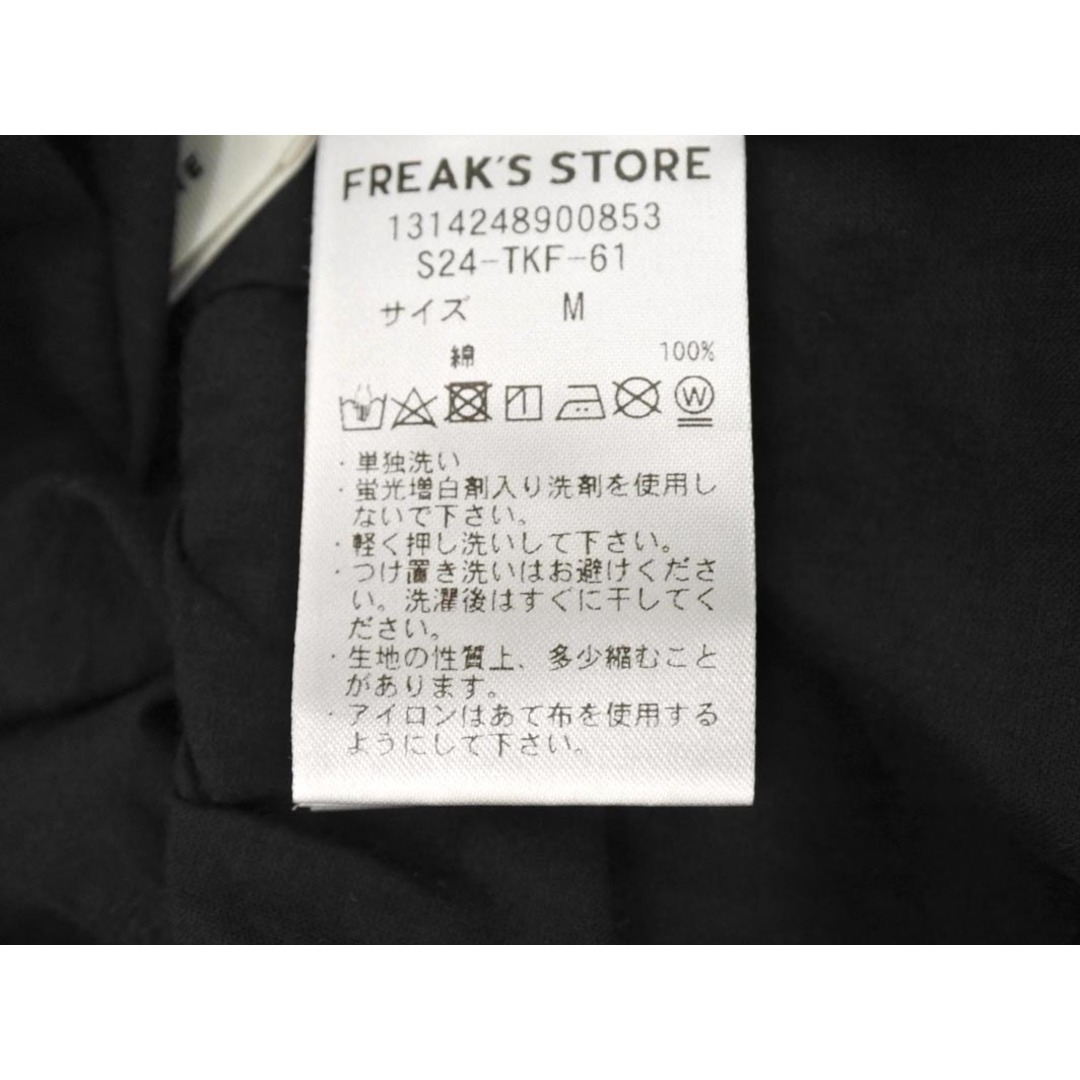 FREAK'S STORE
1314248900853
S24-TKF-61
サイズ M
綿 100%
W
・単独洗い
・蛍光増白剤入り洗剤を使用し
ないで下さい。
・軽く押し洗いして下さい。
・つけ置き洗いはお避けくださ
い。洗濯後はすぐに干してく
ださい。
・生地の性質上、多少縮むこと
があります。
・アイロンはあて布を使用する
ようにして下さい。